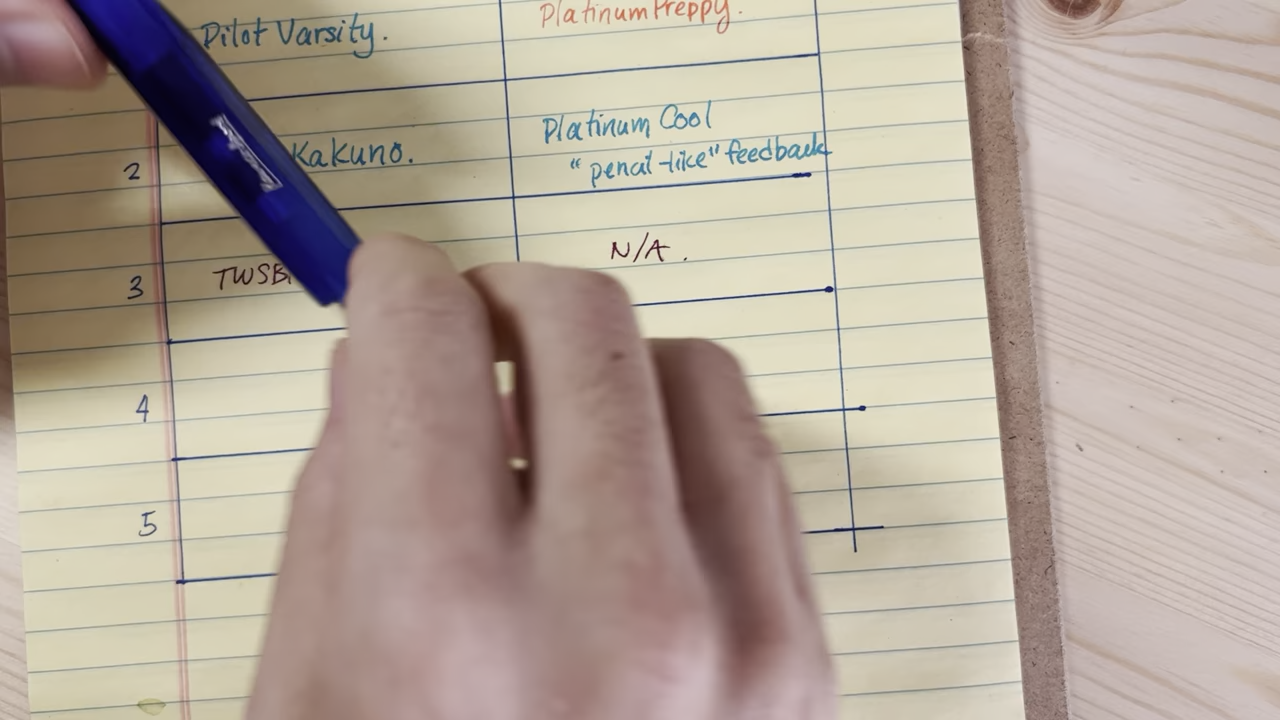 Pilot Varsity.
Platinum Preppy.
2
Kakuno.
Platinum Cool
"pencil-like" feedback
3
N/A.
4
5